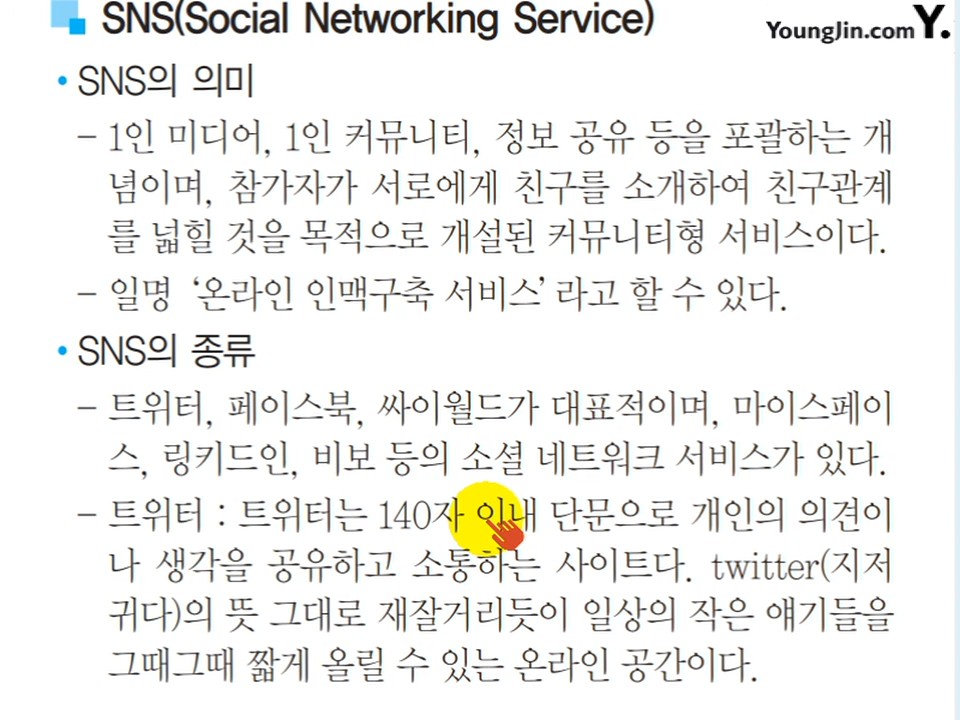 SNS(Social Networking Service)
YoungJin.com Y.
• SNS의 의미
– 1인 미디어, 1인 커뮤니티, 정보 공유 등을 포괄하는 개
념이며, 참가자가 서로에게 친구를 소개하여 친구관계
를 넓힐 것을 목적으로 개설된 커뮤니티형 서비스이다.
– 일명 ‘온라인 인맥구축 서비스’라고 할 수 있다.
• SNS의 종류
– 트위터, 페이스북, 싸이월드가 대표적이며, 마이스페이
스, 링키드인, 비보 등의 소셜 네트워크 서비스가 있다.
– 트위터 : 트위터는 140자 이내 단문으로 개인의 의견이
나 생각을 공유하고 소통하는 사이트다. twitter(지저
귀다)의 뜻 그대로 재잘거리듯이 일상의 작은 얘기들을
그때그때 짧게 올릴 수 있는 온라인 공간이다.